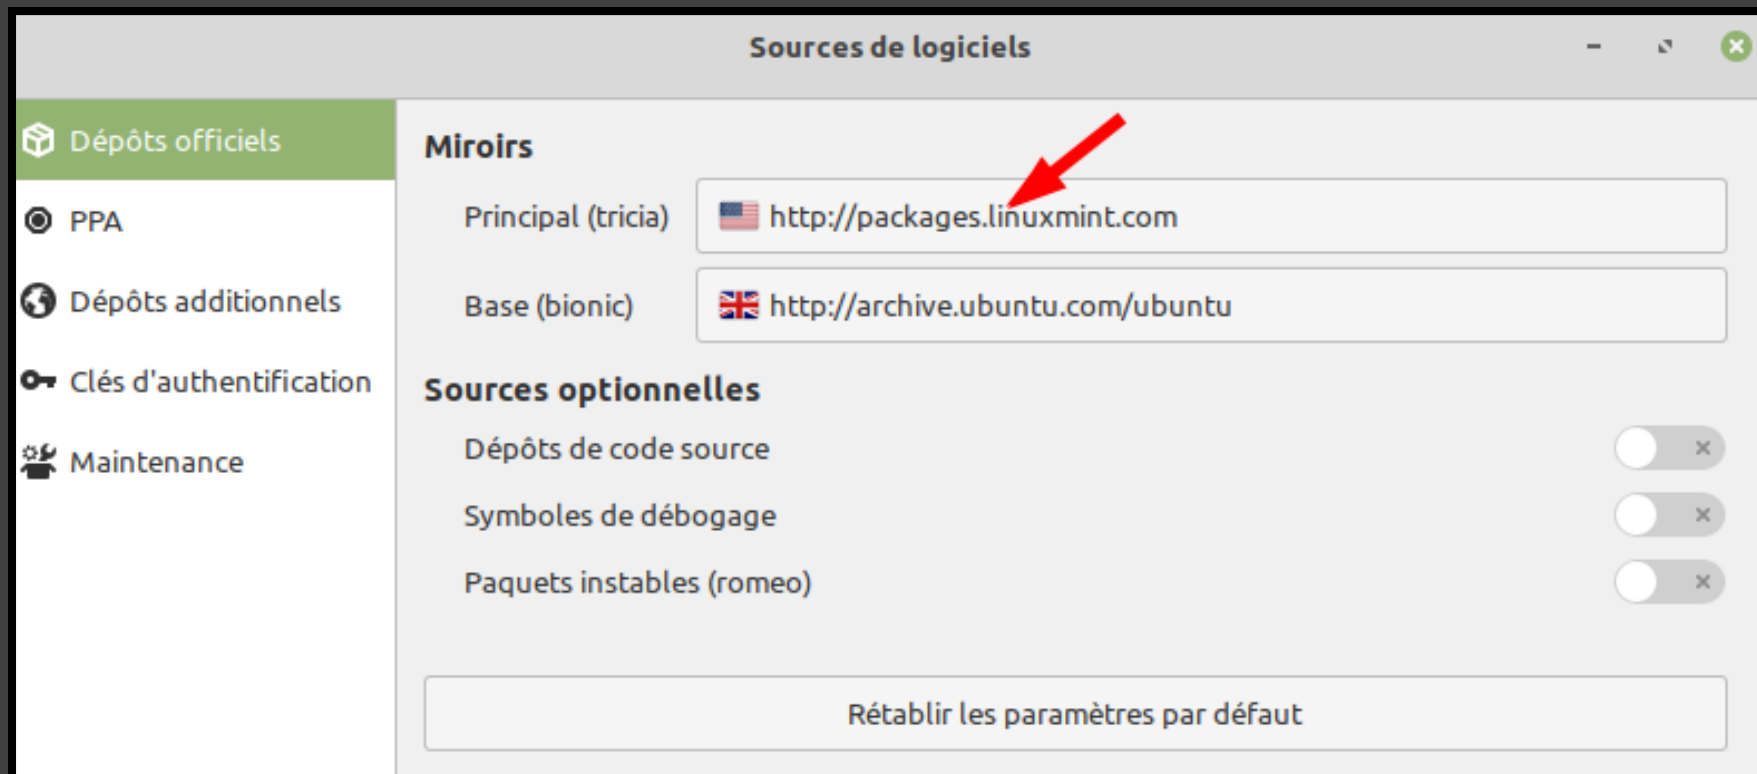 Sources de logiciels
Dépôts officiels
PPA
Dépôts additionnels
Clés d'authentification
Maintenance
Miroirs
Principal (tricia) http://packages.linuxmint.com
Base (bionic) http://archive.ubuntu.com/ubuntu
Sources optionnelles
Dépôts de code source
Symboles de débogage
Paquets instables (romeo)
Rétablir les paramètres par défaut